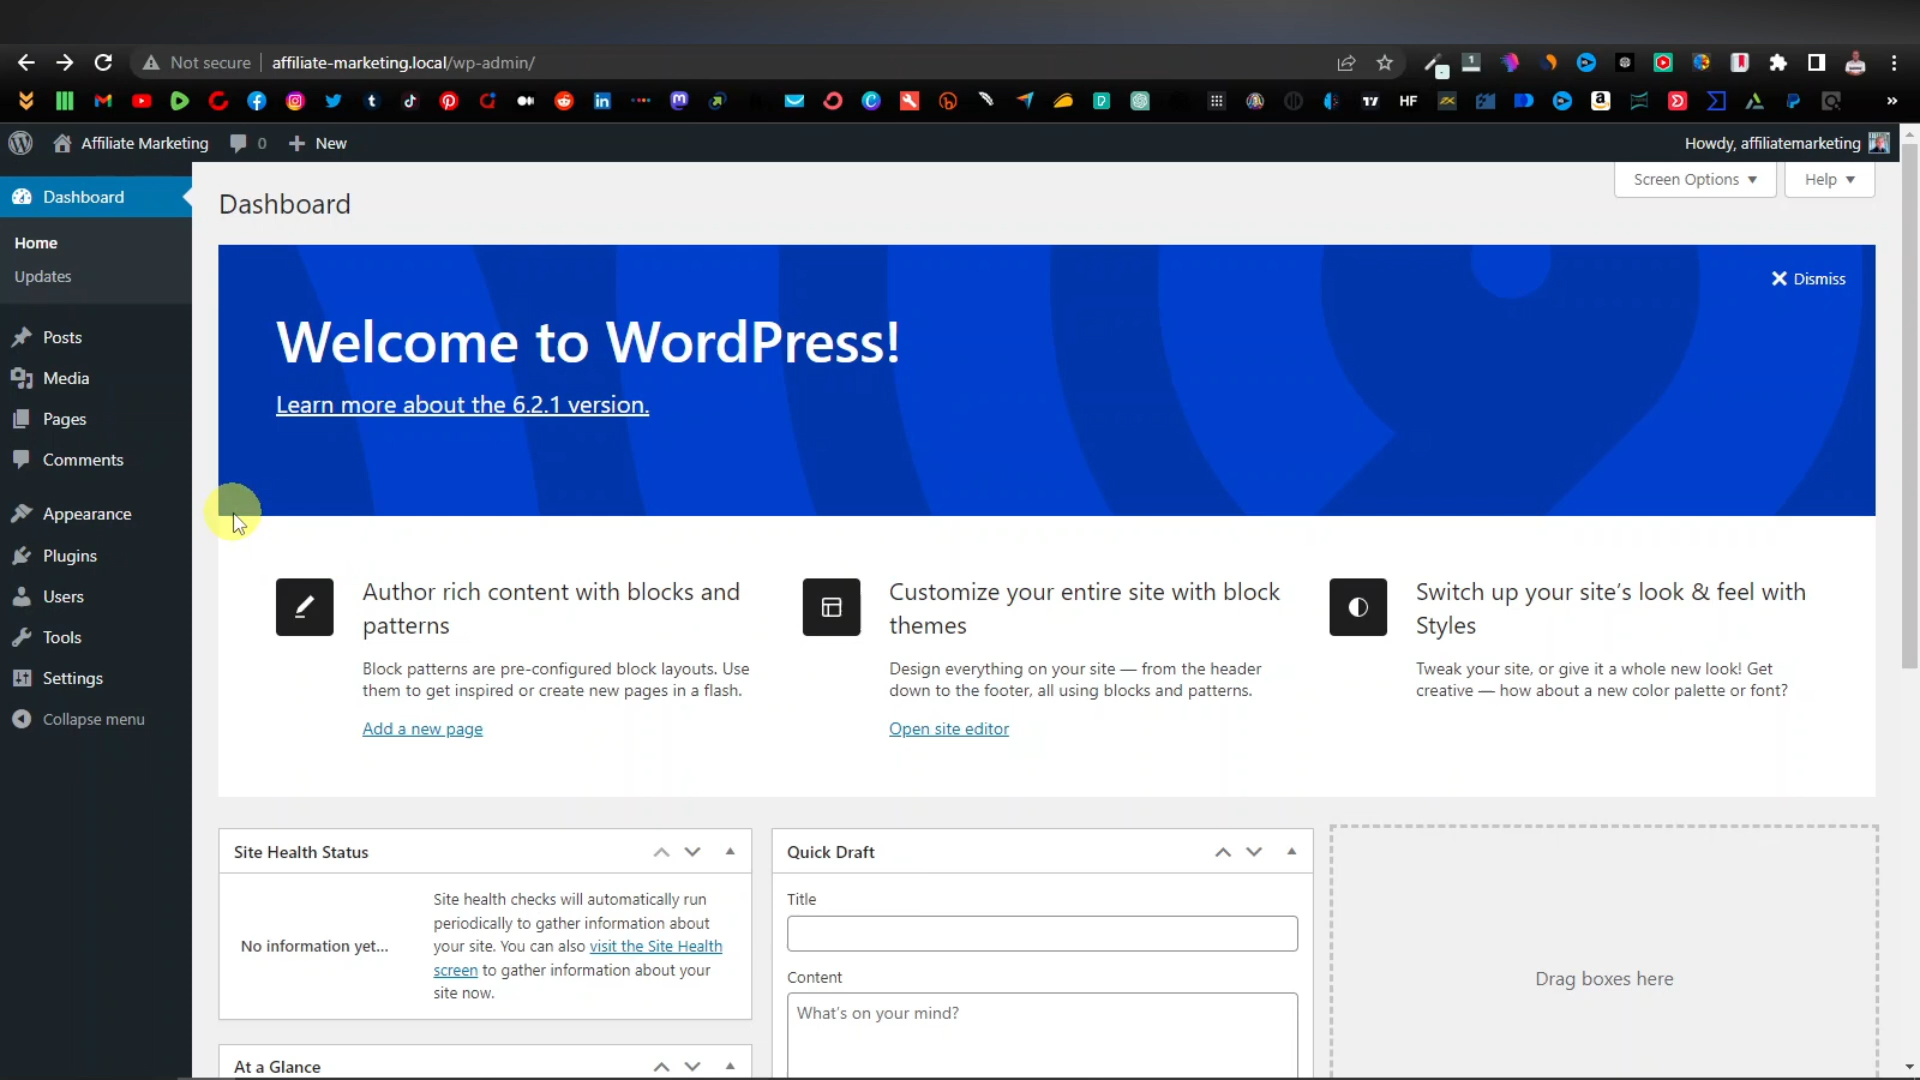 Not secure
affiliate-marketing.local/wp-admin/
HF
Affiliate Marketing
0
New
Howdy, affiliatemarketing
Dashboard
Home
Updates
Posts
Media
Pages
Comments
Appearance
Plugins
Users
Tools
Settings
Collapse menu
Dashboard
Screen Options
Help
Dismiss
Welcome to WordPress!
Learn more about the 6.2.1 version.
Author rich content with blocks and
patterns
Block patterns are pre-configured block layouts. Use
them to get inspired or create new pages in a flash.
Add a new page
Customize your entire site with block
themes
Design everything on your site — from the header
down to the footer, all using blocks and patterns.
Open site editor
Switch up your site’s look & feel with
Styles
Tweak your site, or give it a whole new look! Get
creative — how about a new color palette or font?
Site Health Status
No information yet...
Site health checks will automatically run
periodically to gather information about
your site. You can also visit the Site Health
screen to gather information about your
site now.
At a Glance
Quick Draft
Title
Content
What’s on your mind?
Drag boxes here